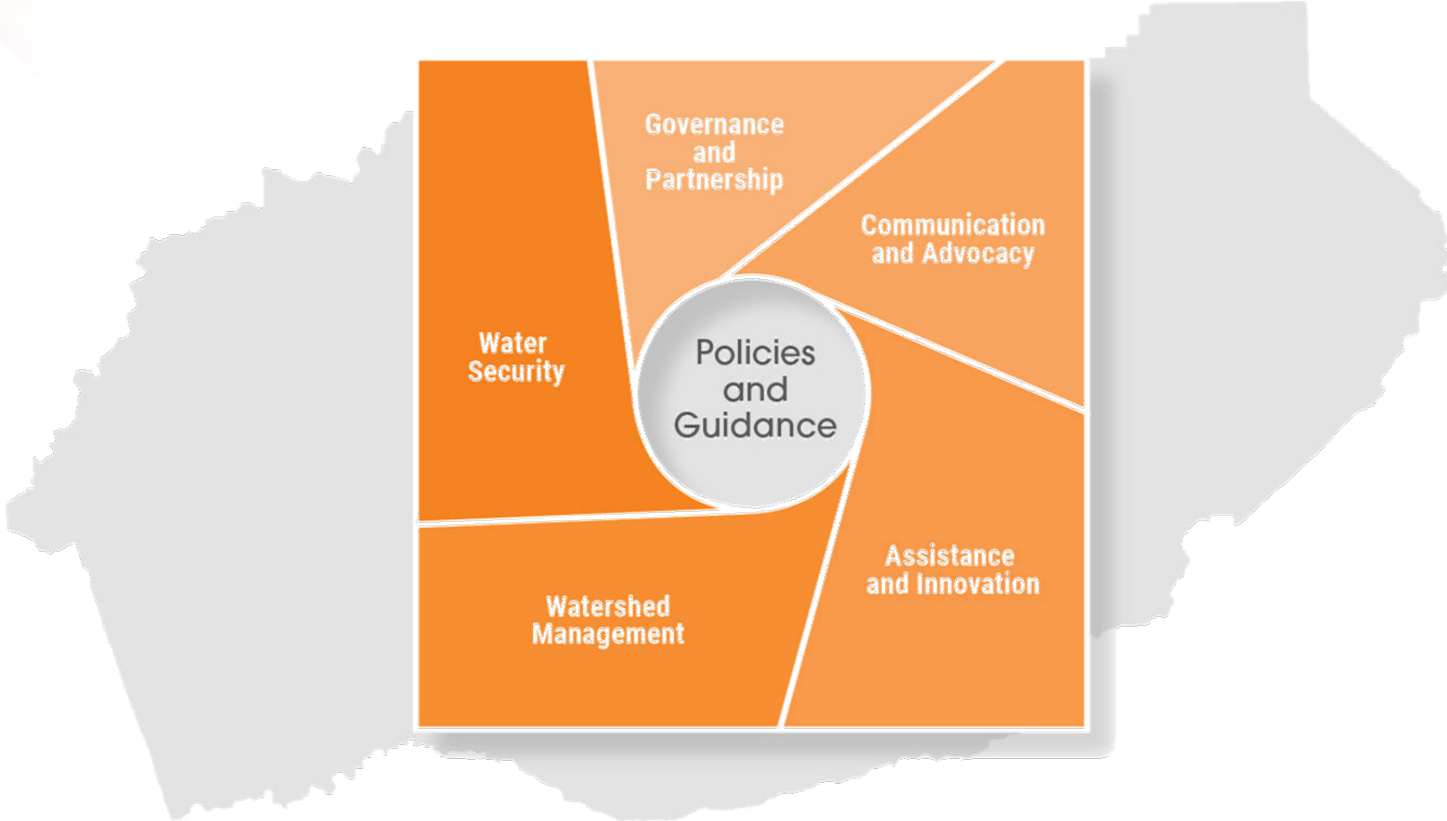 Governance
and
Partnership
Communication
and Advocacy
Water
Security
Policies
and
Guidance
Assistance
and Innovation
Watershed
Management